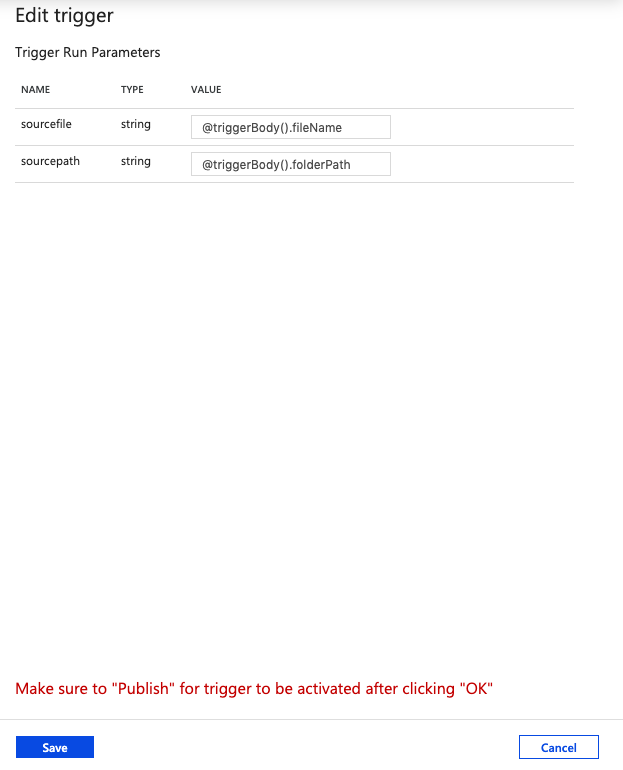 Edit trigger
Trigger Run Parameters
NAME TYPE VALUE
sourcefile string @triggerBody().fileName
sourcepath string @triggerBody().folderPath
Make sure to "Publish" for trigger to be activated after clicking "OK"
Save Cancel